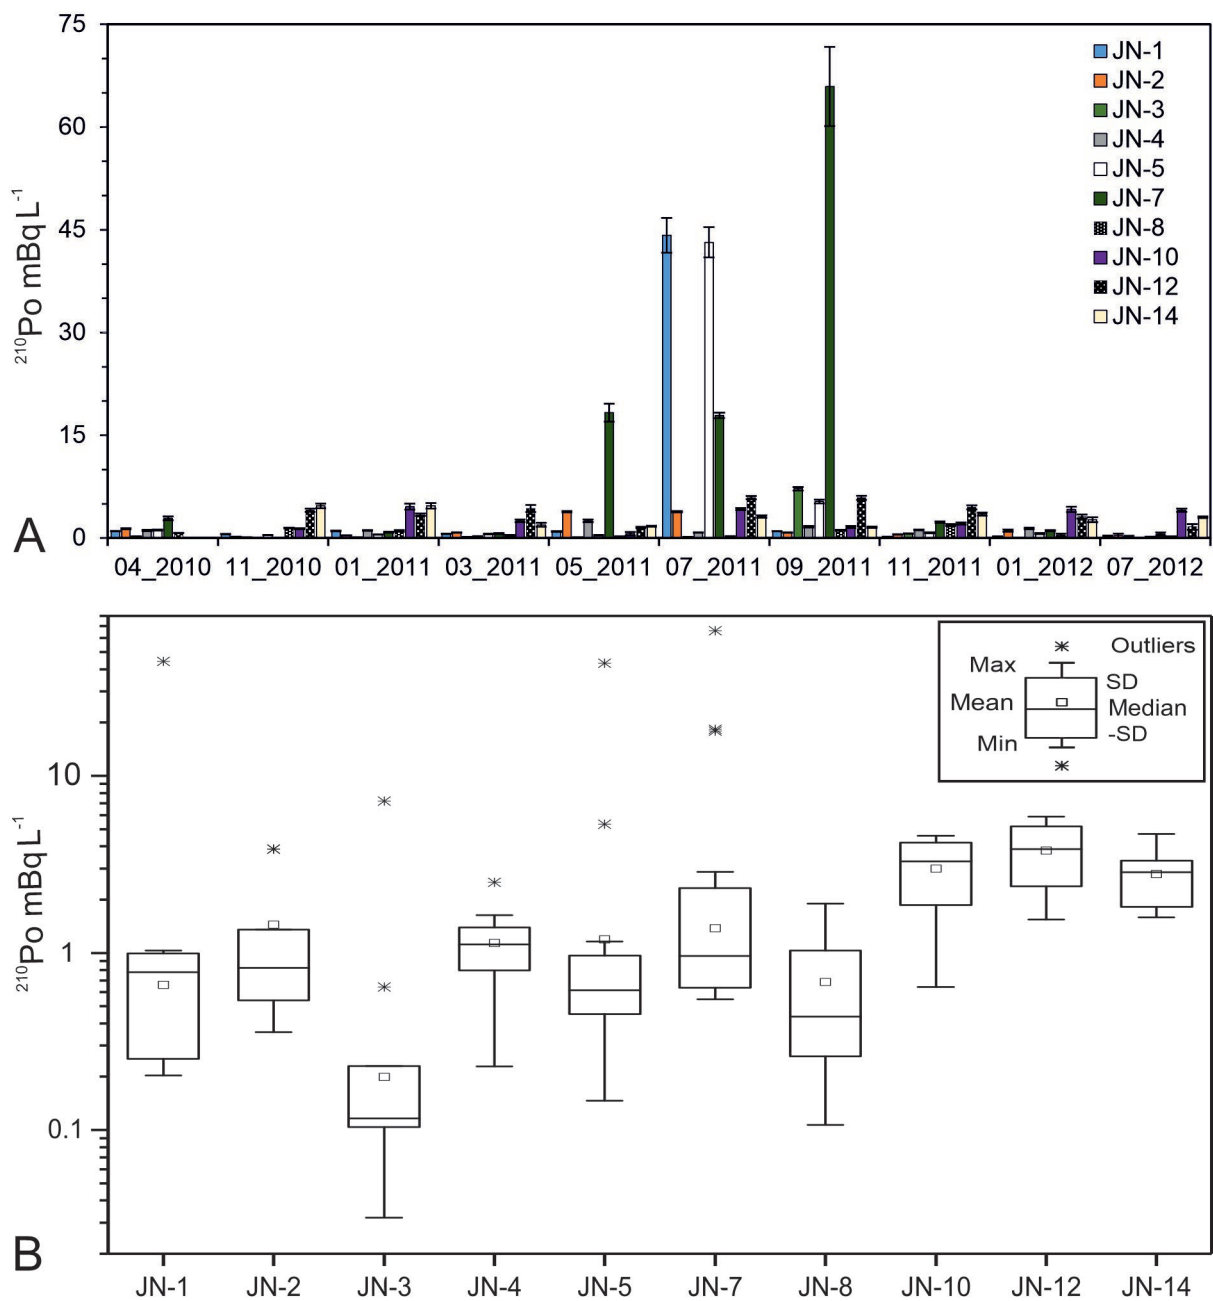 75
60
45
30
15
0
²¹⁰Po mBq L⁻¹
JN-1
JN-2
JN-3
JN-4
JN-5
JN-7
JN-8
JN-10
JN-12
JN-14
A
04_2010 11_2010 01_2011 03_2011 05_2011 07_2011 09_2011 11_2011 01_2012 07_2012
Outliers
Max
SD
Mean
Median
Min
-SD
10
1
0.1
²¹⁰Po mBq L⁻¹
B
JN-1 JN-2 JN-3 JN-4 JN-5 JN-7 JN-8 JN-10 JN-12 JN-14